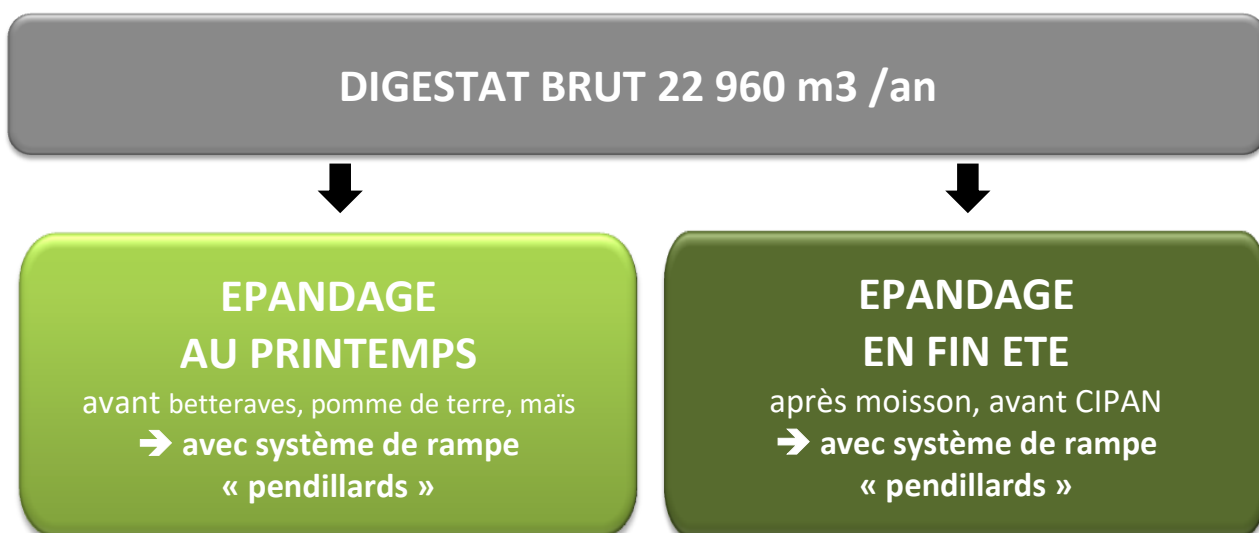 DIGESTAT BRUT 22 960 m3 /an
EPANDAGE
AU PRINTEMPS
avant betteraves, pomme de terre, maïs
➔ avec système de rampe
« pendillards »
EPANDAGE
EN FIN ETE
après moisson, avant CIPAN
➔ avec système de rampe
« pendillards »